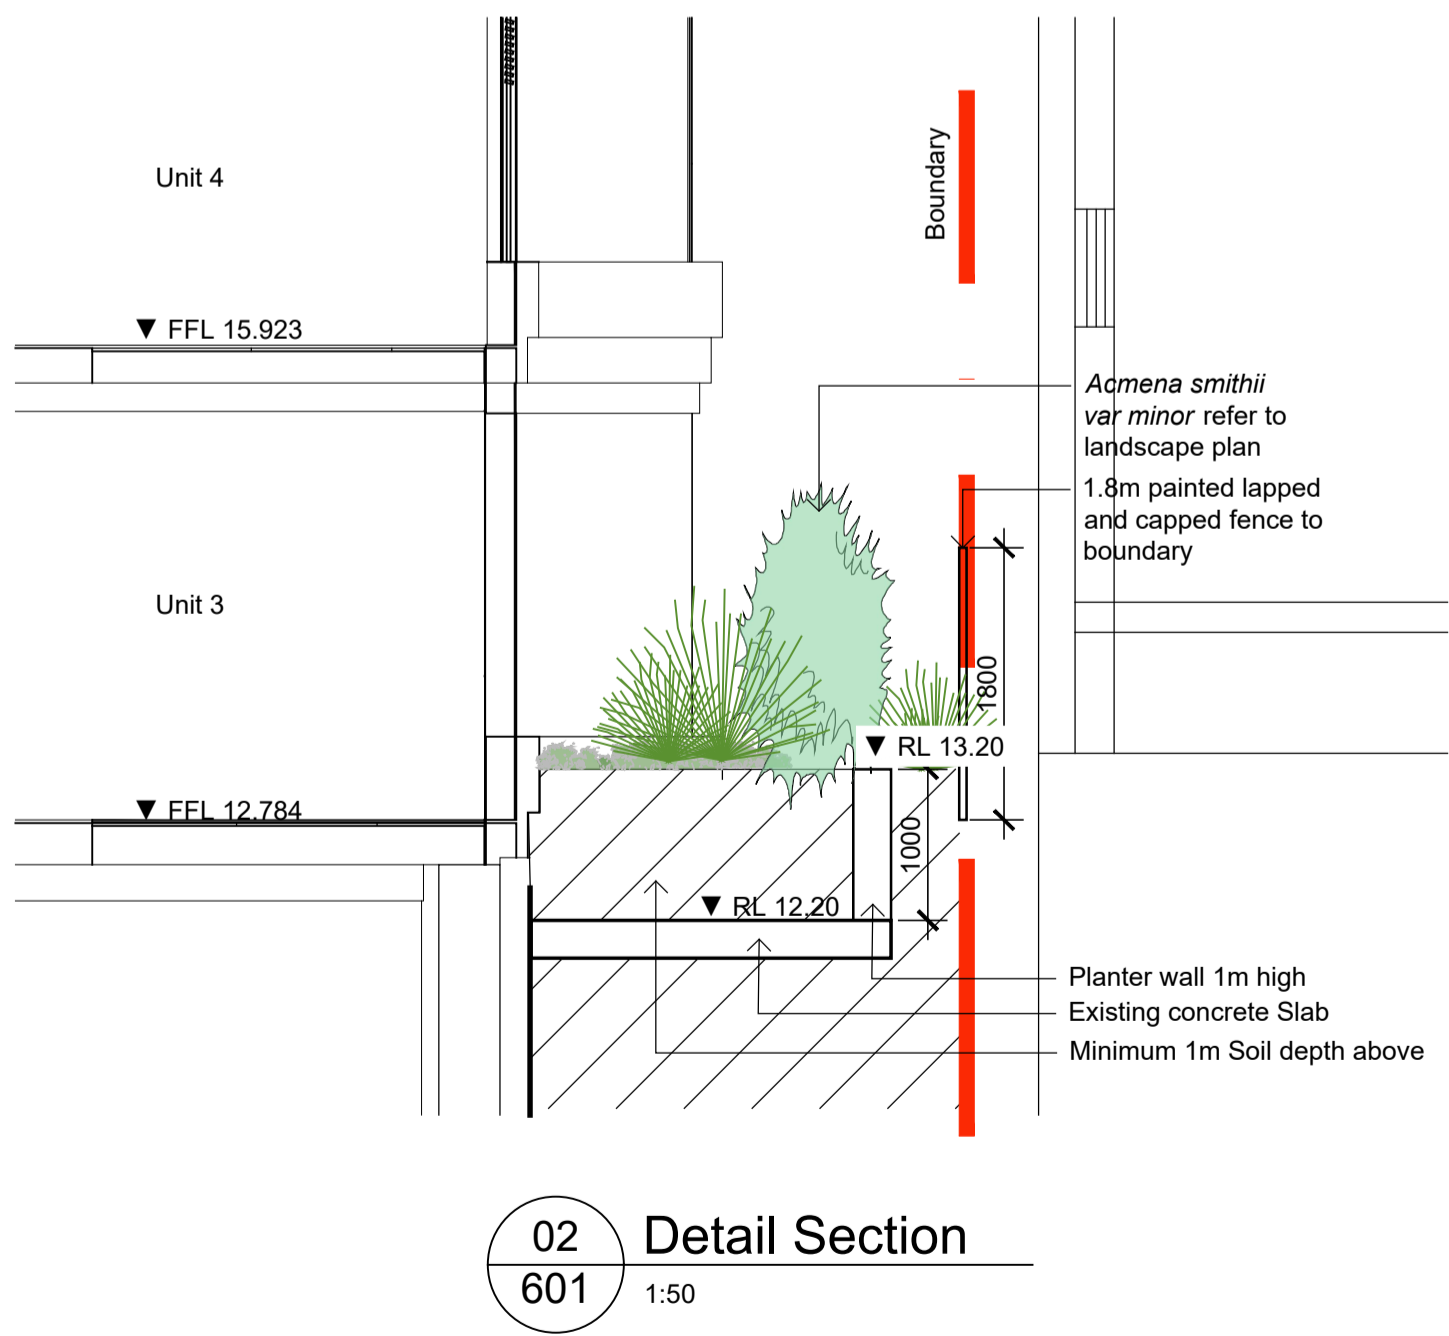 Unit 4
Boundary
FFL 15.923
Acmena smithii
var minor refer to
landscape plan
1.8m painted lapped
and capped fence to
boundary
Unit 3
1800
RL 13.20
FFL 12.784
1000
RL 12.20
Planter wall 1m high
Existing concrete Slab
Minimum 1m Soil depth above
02
Detail Section
601
1:50